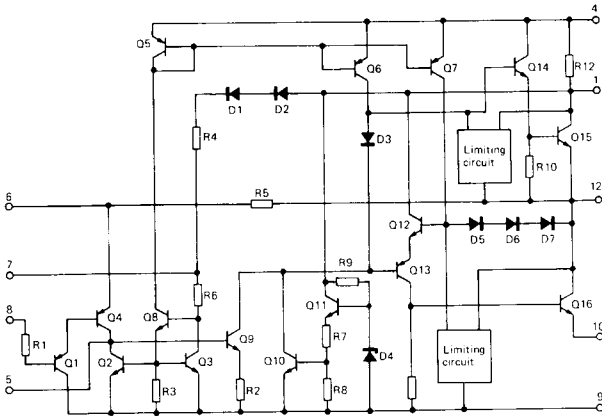 4
Q5
Q6
Q7
Q14
R12
D1
D2
1
R4
D3
Limiting
circuit
Q15
R10
6
R5
12
Q12
D5
D6
D7
7
R9
Q13
R6
8
Q4
Q8
Q11
Q16
R1
Q9
R7
10
Q1
Q2
Q3
Q10
D4
Limiting
circuit
5
R3
R2
R8
9